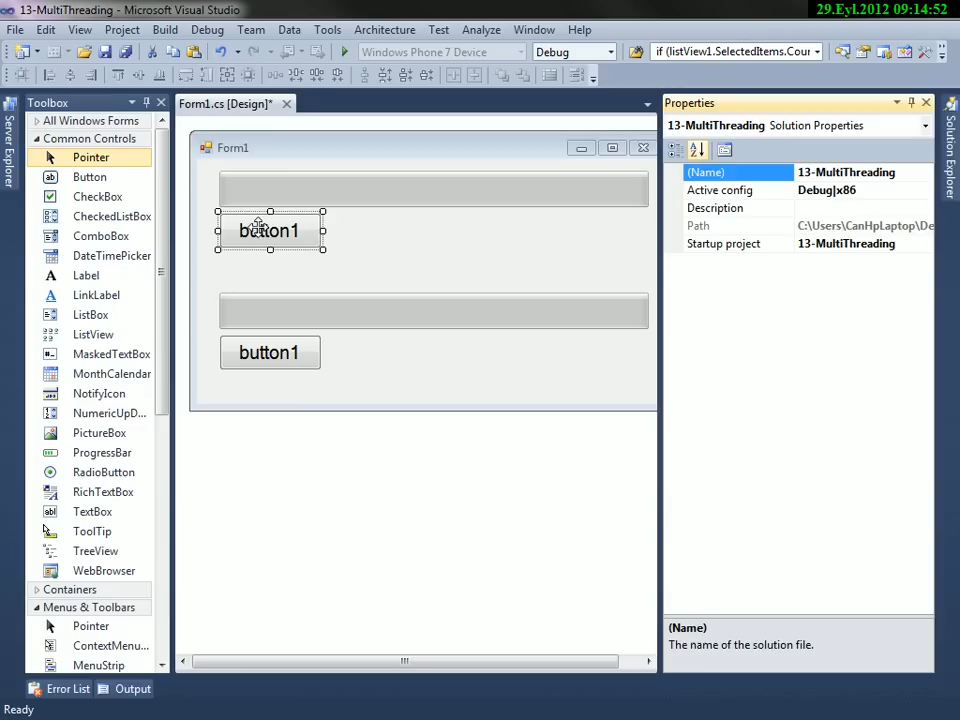 13-MultiThreading - Microsoft Visual Studio
29.Eyl.2012 09:14:52
File Edit View Project Build Debug Team Data Tools Architecture Test Analyze Window Help
Windows Phone 7 Device Debug if (listView1.SelectedItems.Cour
Toolbox
Form1.cs [Design]*
Properties
Server Explorer
All Windows Forms
Common Controls
Pointer
Button
CheckBox
CheckedListBox
ComboBox
DateTimePicker
Label
LinkLabel
ListBox
ListView
MaskedTextBox
MonthCalendar
NotifyIcon
NumericUpD...
PictureBox
ProgressBar
RadioButton
RichTextBox
TextBox
ToolTip
TreeView
WebBrowser
Containers
Menus & Toolbars
Pointer
ContextMenu...
MenuStrip
Form1
button1
button1
13-MultiThreading Solution Properties
(Name) 13-MultiThreading
Active config Debug|x86
Description
Path C:\Users\CanHpLaptop\De
Startup project 13-MultiThreading
(Name)
The name of the solution file.
Solution Explorer
Error List Output
Ready